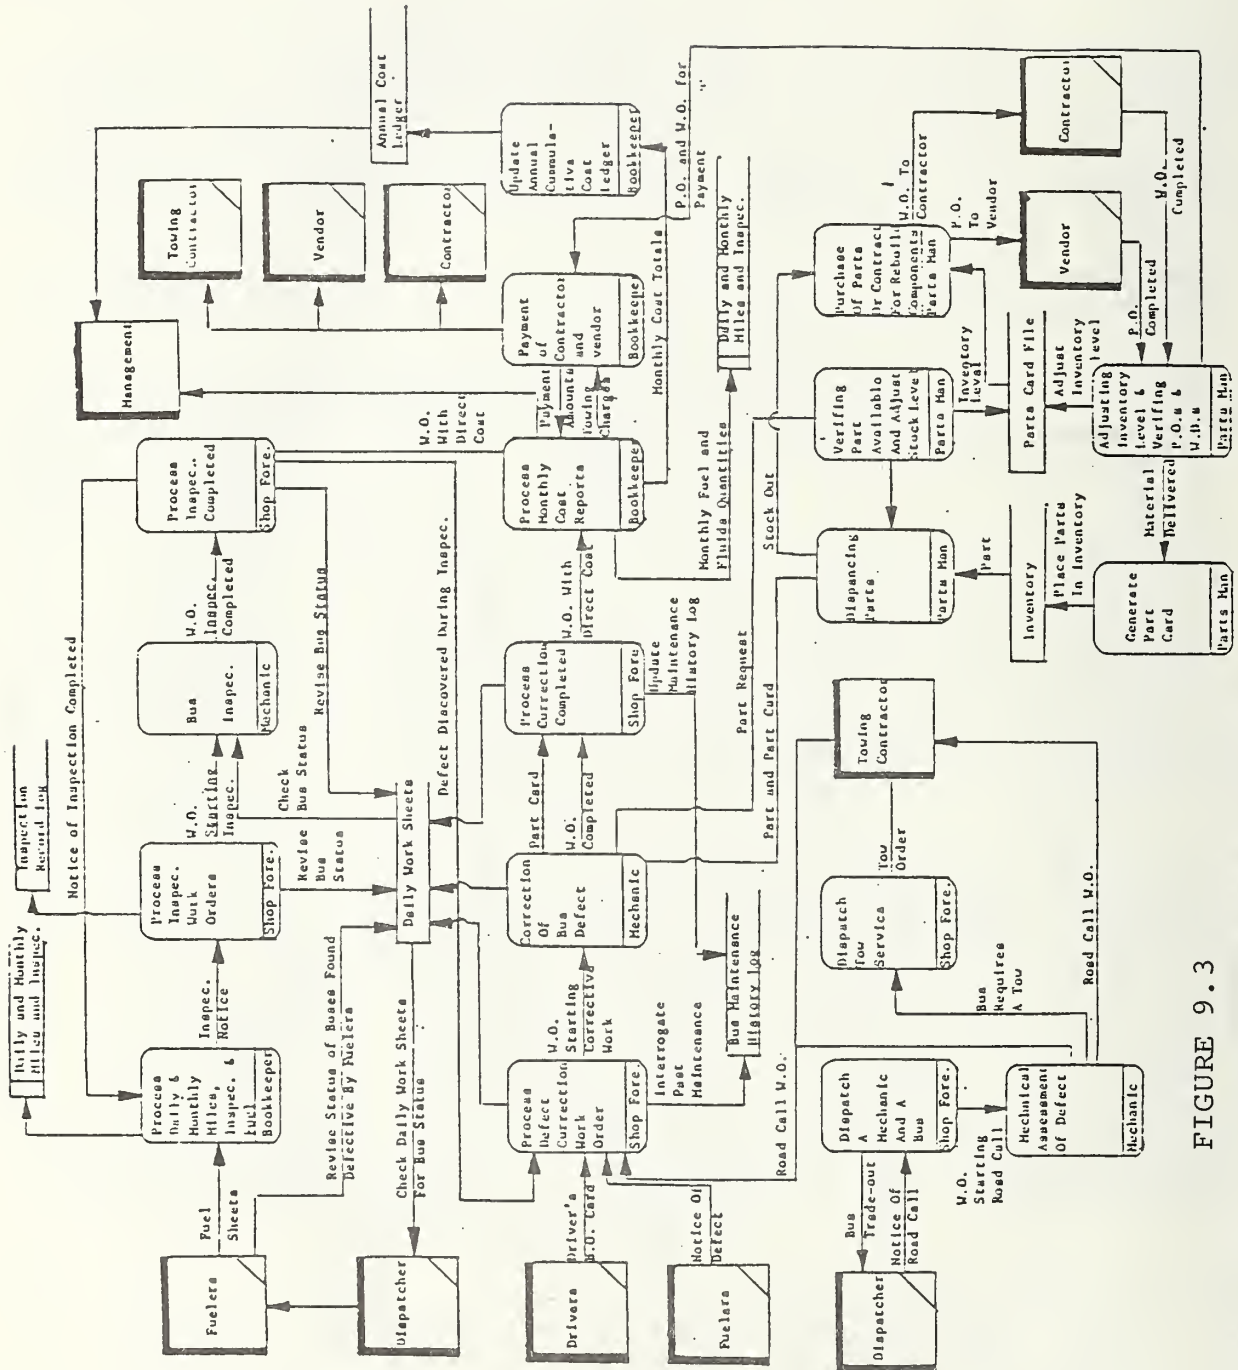 Daily and Monthly
Miles and Inspec.
Inspection
Record Log
Notice of Inspection Completed
Fuelers
Fuel
Sheets
Process
Daily &
Monthly
Miles,
Inspec. &
Fuel
Bookkeeper
Inspec.
Notice
Process
Inspec.
Work
Orders
Shop Fore.
W.O.
Starting
Inspec.
Bus
Inspec.
Mechanic
W.O.
Inspec.
Completed
Process
Inspec..
Completed
Shop Fore.
Management
Towing
Contractor
Vendor
Contractor
Annual Cost
Ledger
Revise Status of Buses Found
Defective By Fuelers
Revise
Bus
Status
Check
Bus Status
Revise Bus Status
Dispatcher
Check Daily Work Sheets
For Bus Status
Daily Work Sheets
Defect Discovered During Inspec.
W.O.
With
Direct
Cost
Payment
Amounts
Towing
Charges
Payment
of
Contractor
and
vendor
Bookkeepe
Update
Annual
Cummula-
tive
Cost
ledger
Bookkeeper
Drivers
Driver's
B.O. Card
Process
Defect
Correction
Work
Order
Shop Fore.
W.O.
Starting
Corrective
Work
Correction
Of
Bus
Defect
Mechanic
Part Card
W.O.
Completed
Process
Correction
Completed
Shop Fore
W.O. With
Direct Cost
Process
Monthly
Cost
Reports
Bookkeeper
Monthly Cost Totals
P.O. and W.O. for
Payment
Fuelers
Notice Of
Defect
Interrogate
Past
Maintenance
Bus Maintenance
History Log
Update
Maintenance
History Log
Monthly Fuel and
Fluids Quantities
Daily and Monthly
Miles and Inspec.
Road Call W.O.
Part Request
Part and Part Card
Stock Out
Dispatcher
Bus
Trade-out
Notice Of
Road Call
Dispatch
A
Mechanic
And A
Bus
Shop Fore.
Dispatch
Tow
Service
Shop Fore.
Tow
Order
Towing
Contractor
Dispancing
Parts
Parts Man
Verifing
Part
Available
And Adjust
Stock Level
Parts Man
Purchase
Of Parts
Or Contract
For Rebuild
Components
Parts Man
W.O. To
Contractor
P.O.
To
Vendor
W.O.
Starting
Road Call
Bus
Requires
A Tow
Part
Inventory
Level
Mechanical
Assessment
Of Defect
Mechanic
Road Call W.O.
Inventory
Parts Card File
Vendor
Contractor
Place Parts
In Inventory
Adjust
Inventory
Level
P.O.
Completed
W.O.
Completed
Generate
Part
Card
Parts Man
Material
Delivered
Adjusting
Inventory
Level &
Verifing
P.O.s &
W.O.s
Parts Man
FIGURE 9.3